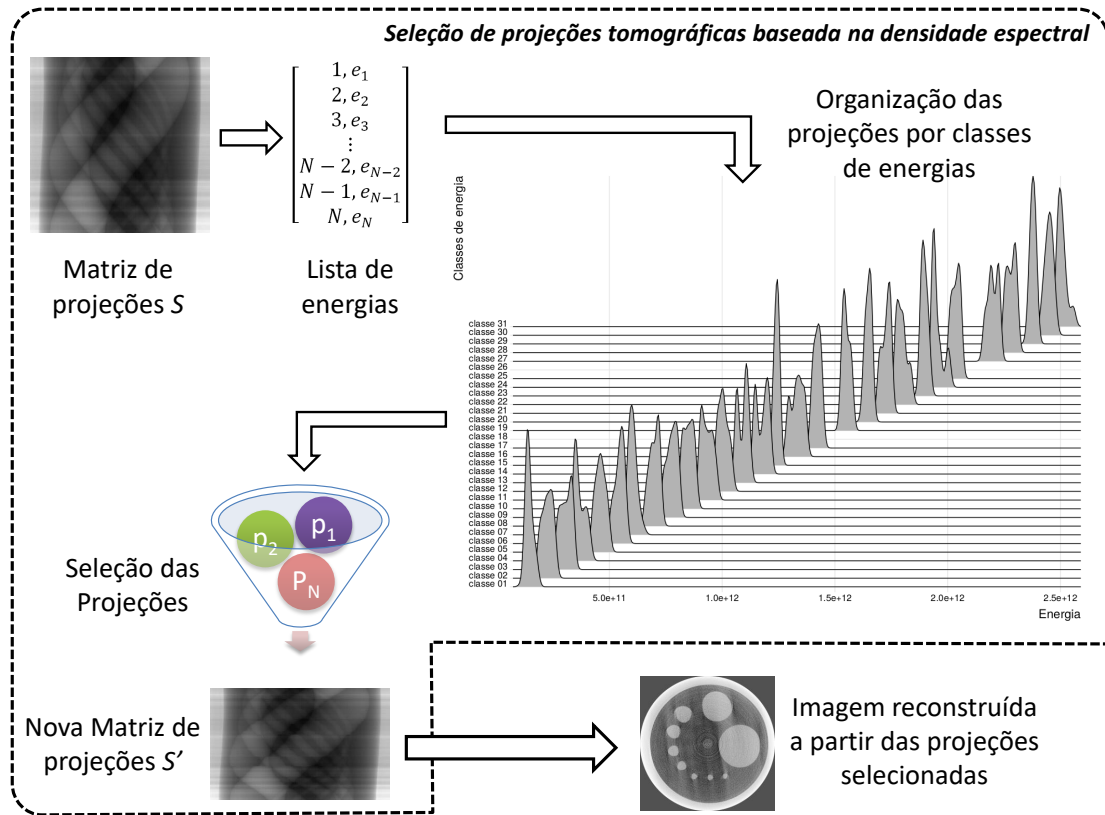 Seleção de projeções tomográficas baseada na densidade espectral
1, e₁
2, e₂
3, e₃
⋮
N − 2, e_{N−2}
N − 1, e_{N−1}
N, e_N
Matriz de
projeções S
Lista de
energias
Organização das
projeções por classes
de energias
Classes de energia
classe 31
classe 30
classe 29
classe 28
classe 27
classe 26
classe 25
classe 24
classe 23
classe 22
classe 21
classe 20
classe 19
classe 18
classe 17
classe 16
classe 15
classe 14
classe 13
classe 12
classe 11
classe 10
classe 09
classe 08
classe 07
classe 06
classe 05
classe 04
classe 03
classe 02
classe 01
5.0e+11 1.0e+12 1.5e+12 2.0e+12 2.5e+12
Energia
Seleção das
Projeções
p₂ p₁
P_N
Nova Matriz de
projeções S’
Imagem reconstruída
a partir das projeções
selecionadas